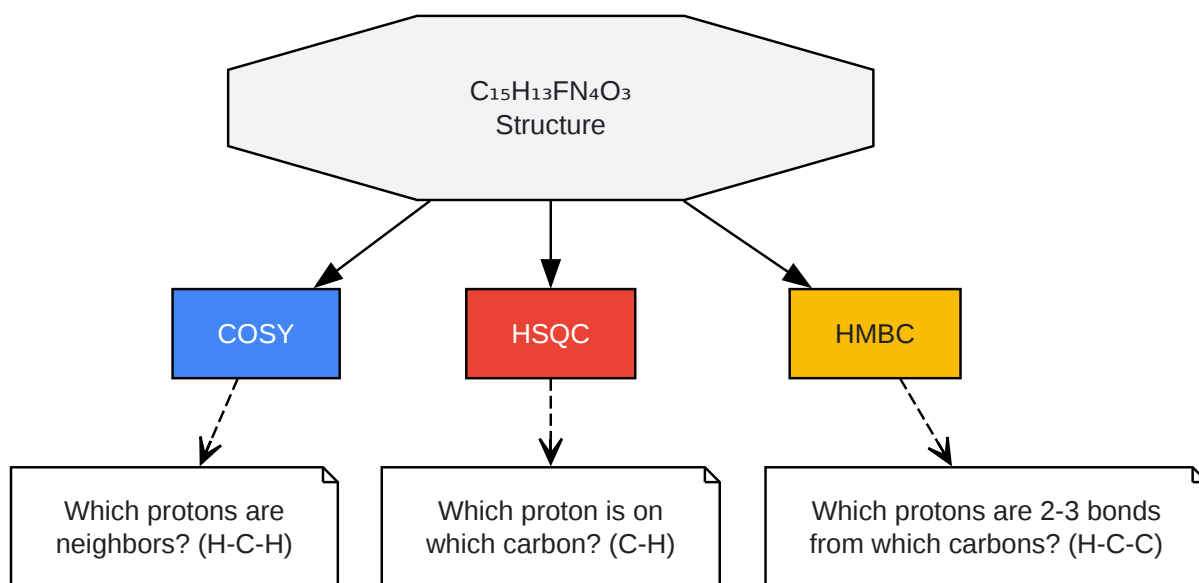 C₁₅H₁₃FN₄O₃
Structure
COSY
HSQC
HMBC
Which protons are
neighbors? (H-C-H)
Which proton is on
which carbon? (C-H)
Which protons are 2-3 bonds
from which carbons? (H-C-C)